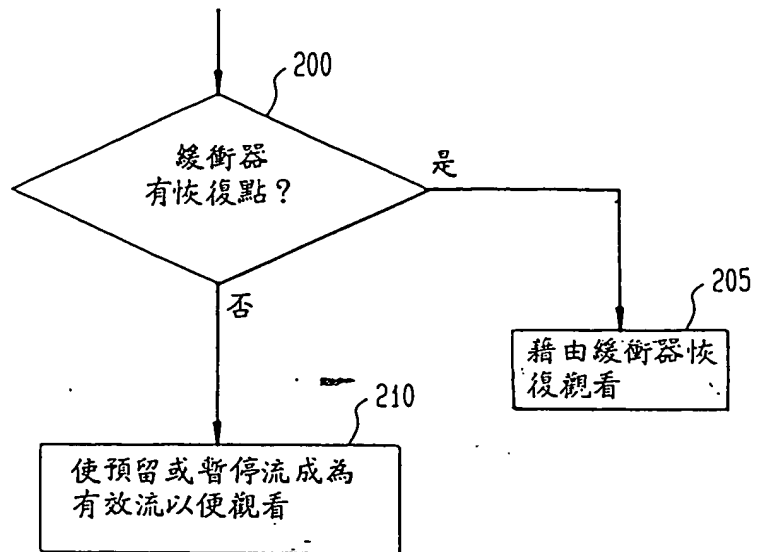 200
緩衝器
有恢復點？
是
否
205
藉由緩衝器恢
復觀看
210
使預留或暫停流成為
有效流以便觀看